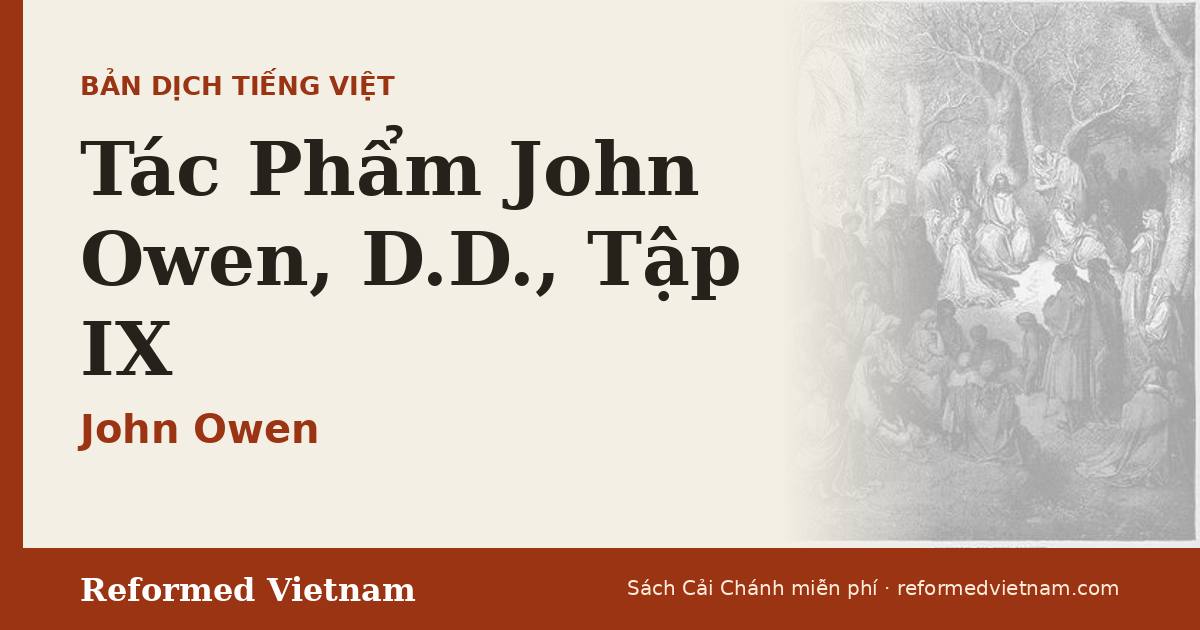 BẢN DỊCH TIẾNG VIỆT
Tác Phẩm John
Owen, D.D., Tập
IX
John Owen
Reformed Vietnam
Sách Cải Chánh miễn phí · reformedvietnam.com